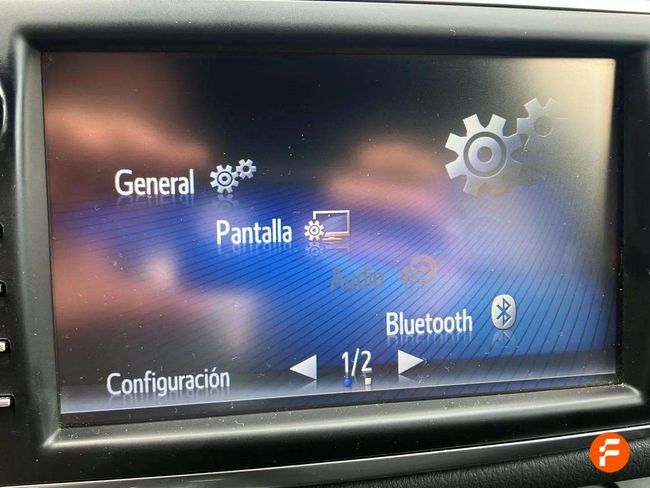 General
Pantalla
Audio
Bluetooth
1/2
Configuración